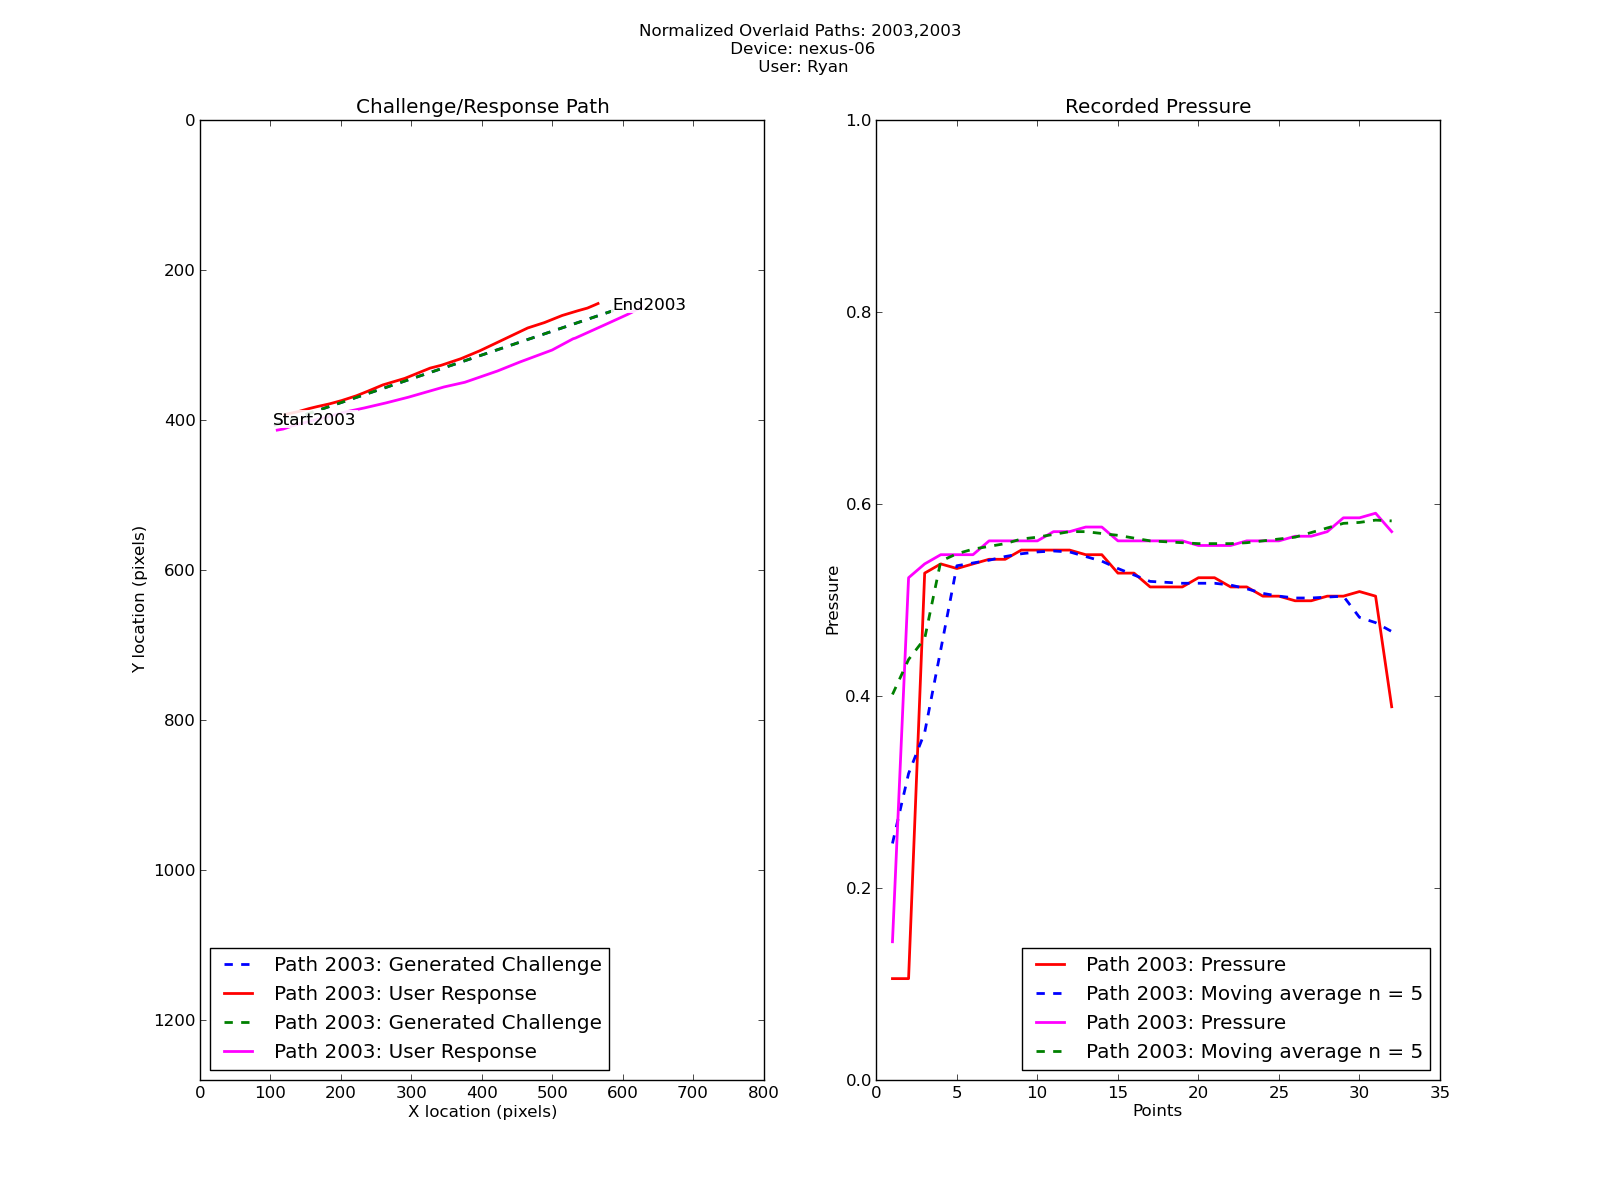 Normalized Overlaid Paths: 2003,2003
Device: nexus-06
User: Ryan
Challenge/Response Path
0
200
400
600
800
1000
1200
Y location (pixels)
Start2003
End2003
Path 2003: Generated Challenge
Path 2003: User Response
Path 2003: Generated Challenge
Path 2003: User Response
0 100 200 300 400 500 600 700 800
X location (pixels)
Recorded Pressure
1.0
0.8
0.6
0.4
0.2
0.0
Pressure
Path 2003: Pressure
Path 2003: Moving average n = 5
Path 2003: Pressure
Path 2003: Moving average n = 5
0 5 10 15 20 25 30 35
Points